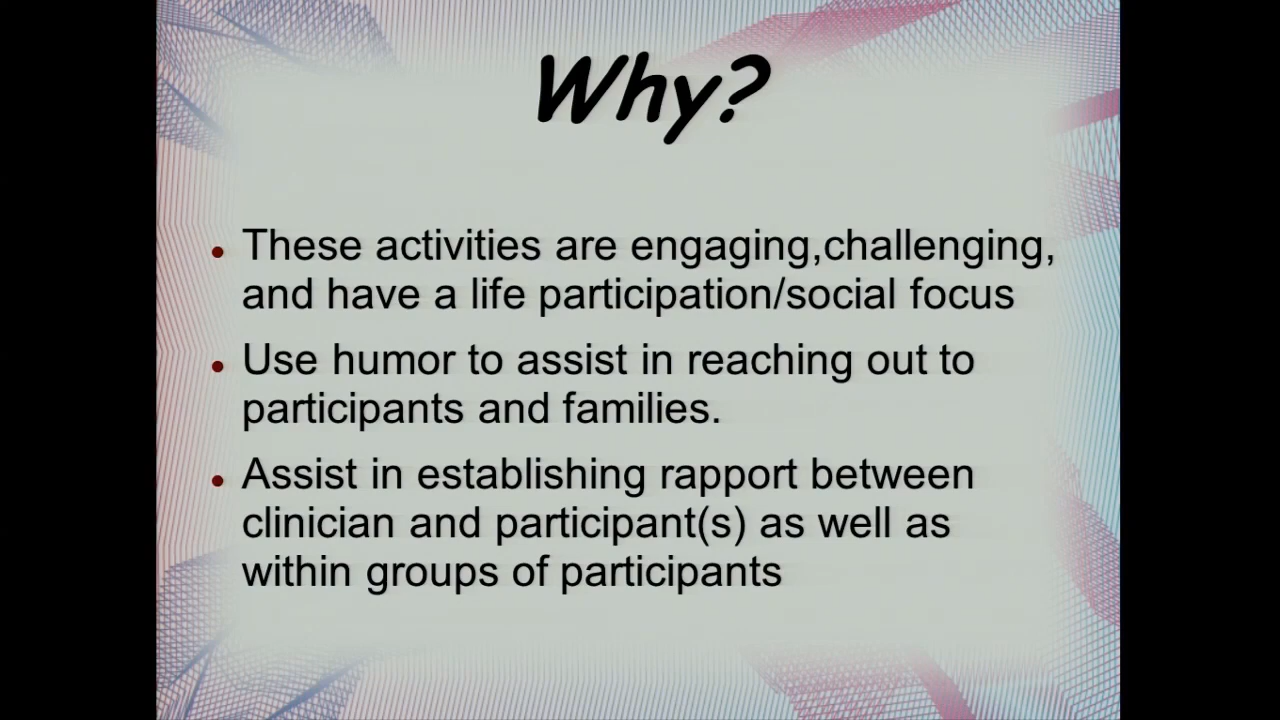 Why?
These activities are engaging,challenging,
and have a life participation/social focus
Use humor to assist in reaching out to
participants and families.
Assist in establishing rapport between
clinician and participant(s) as well as
within groups of participants